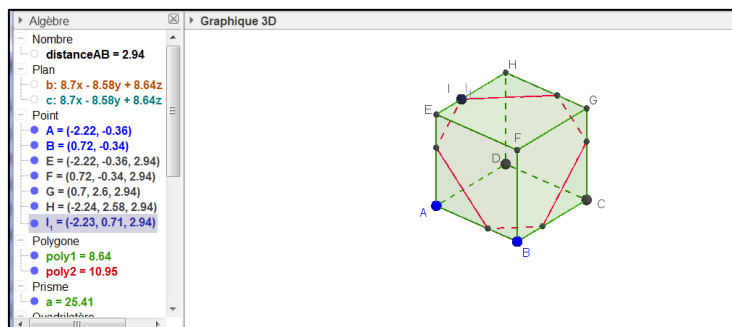 Algèbre
Graphique 3D
Nombre
distanceAB = 2.94
Plan
b: 8.7x - 8.58y + 8.64z
c: 8.7x - 8.58y + 8.64z
Point
A = (-2.22, -0.36)
B = (0.72, -0.34)
E = (-2.22, -0.36, 2.94)
F = (0.72, -0.34, 2.94)
G = (0.7, 2.6, 2.94)
H = (-2.24, 2.58, 2.94)
I₁ = (-2.23, 0.71, 2.94)
Polygone
poly1 = 8.64
poly2 = 10.95
Prisme
a = 25.41
Quadrilatère
H
I
I₁
E
G
F
D
A
C
B